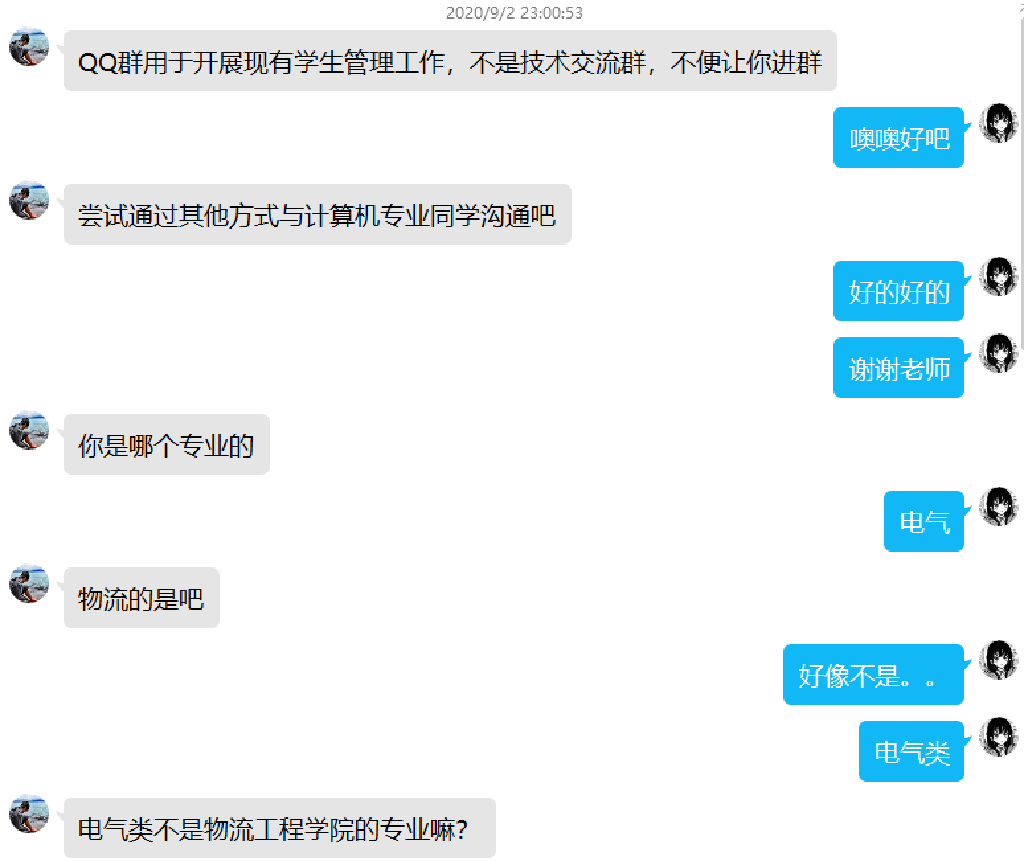 2020/9/2 23:00:53
QQ群用于开展现有学生管理工作，不是技术交流群，不便让你进群
噢噢好吧
尝试通过其他方式与计算机专业同学沟通吧
好的好的
谢谢老师
你是哪个专业的
电气
物流的是吧
好像不是。。
电气类
电气类不是物流工程学院的专业嘛？